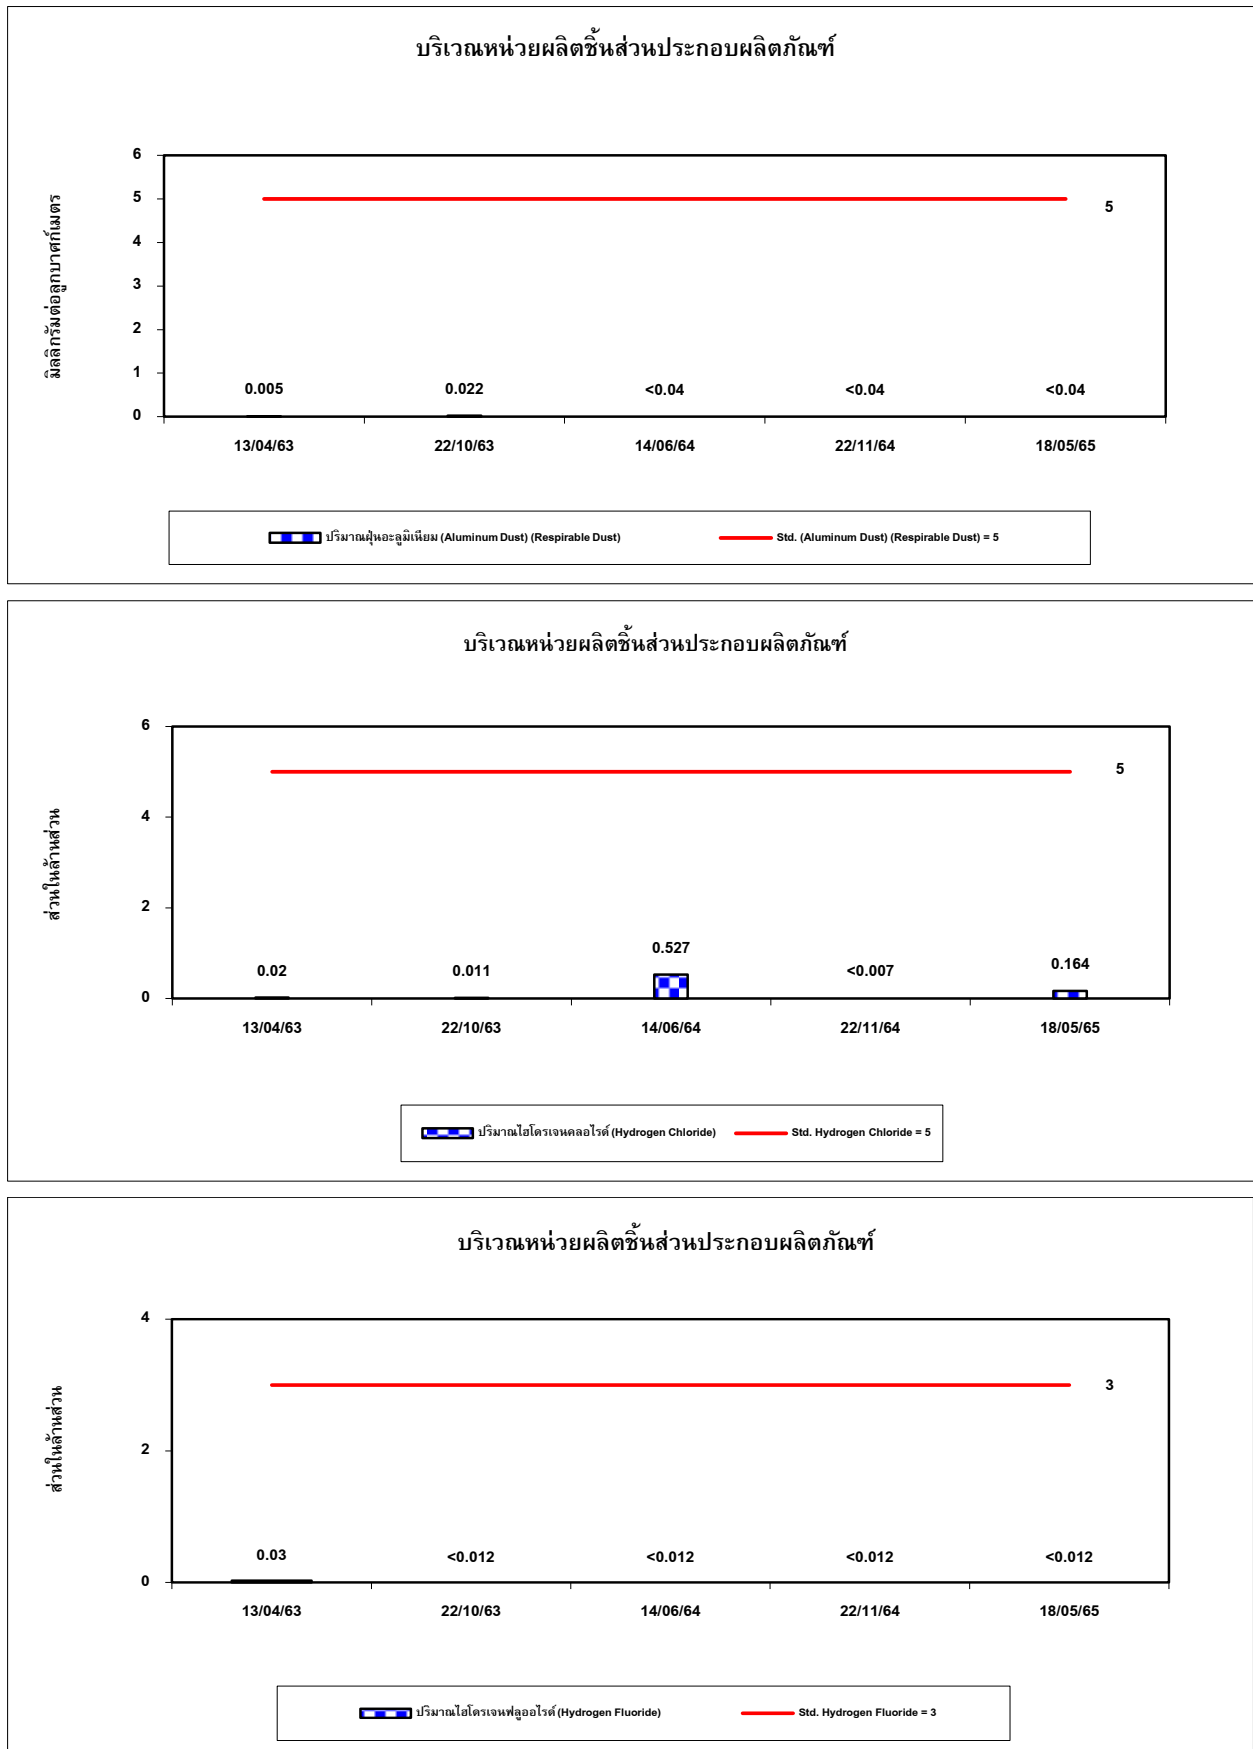 บริเวณหน่วยผลิตชิ้นส่วนประกอบผลิตภัณฑ์
มิลลิกรัมต่อลูกบาศก์เมตร
6
5
4
3
2
1
0
5
0.005 0.022 <0.04 <0.04 <0.04
13/04/63 22/10/63 14/06/64 22/11/64 18/05/65
ปริมาณฝุ่นอะลูมิเนียม (Aluminum Dust) (Respirable Dust) Std. (Aluminum Dust) (Respirable Dust) = 5
บริเวณหน่วยผลิตชิ้นส่วนประกอบผลิตภัณฑ์
ส่วนในล้านส่วน
6
4
2
0
5
0.02 0.011 0.527 <0.007 0.164
13/04/63 22/10/63 14/06/64 22/11/64 18/05/65
ปริมาณไฮโดรเจนคลอไรด์ (Hydrogen Chloride) Std. Hydrogen Chloride = 5
บริเวณหน่วยผลิตชิ้นส่วนประกอบผลิตภัณฑ์
ส่วนในล้านส่วน
4
2
0
3
0.03 <0.012 <0.012 <0.012 <0.012
13/04/63 22/10/63 14/06/64 22/11/64 18/05/65
ปริมาณไฮโดรเจนฟลูออไรด์ (Hydrogen Fluoride) Std. Hydrogen Fluoride = 3